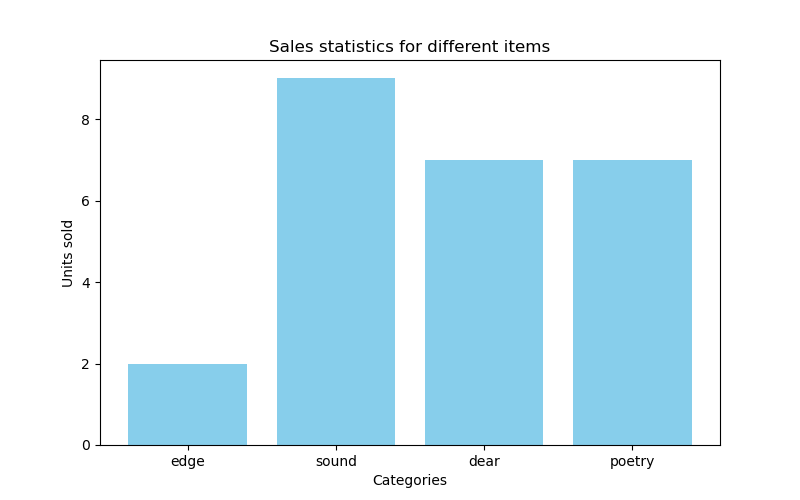 Sales statistics for different items
Units sold
8
6
4
2
0
edge sound dear poetry
Categories